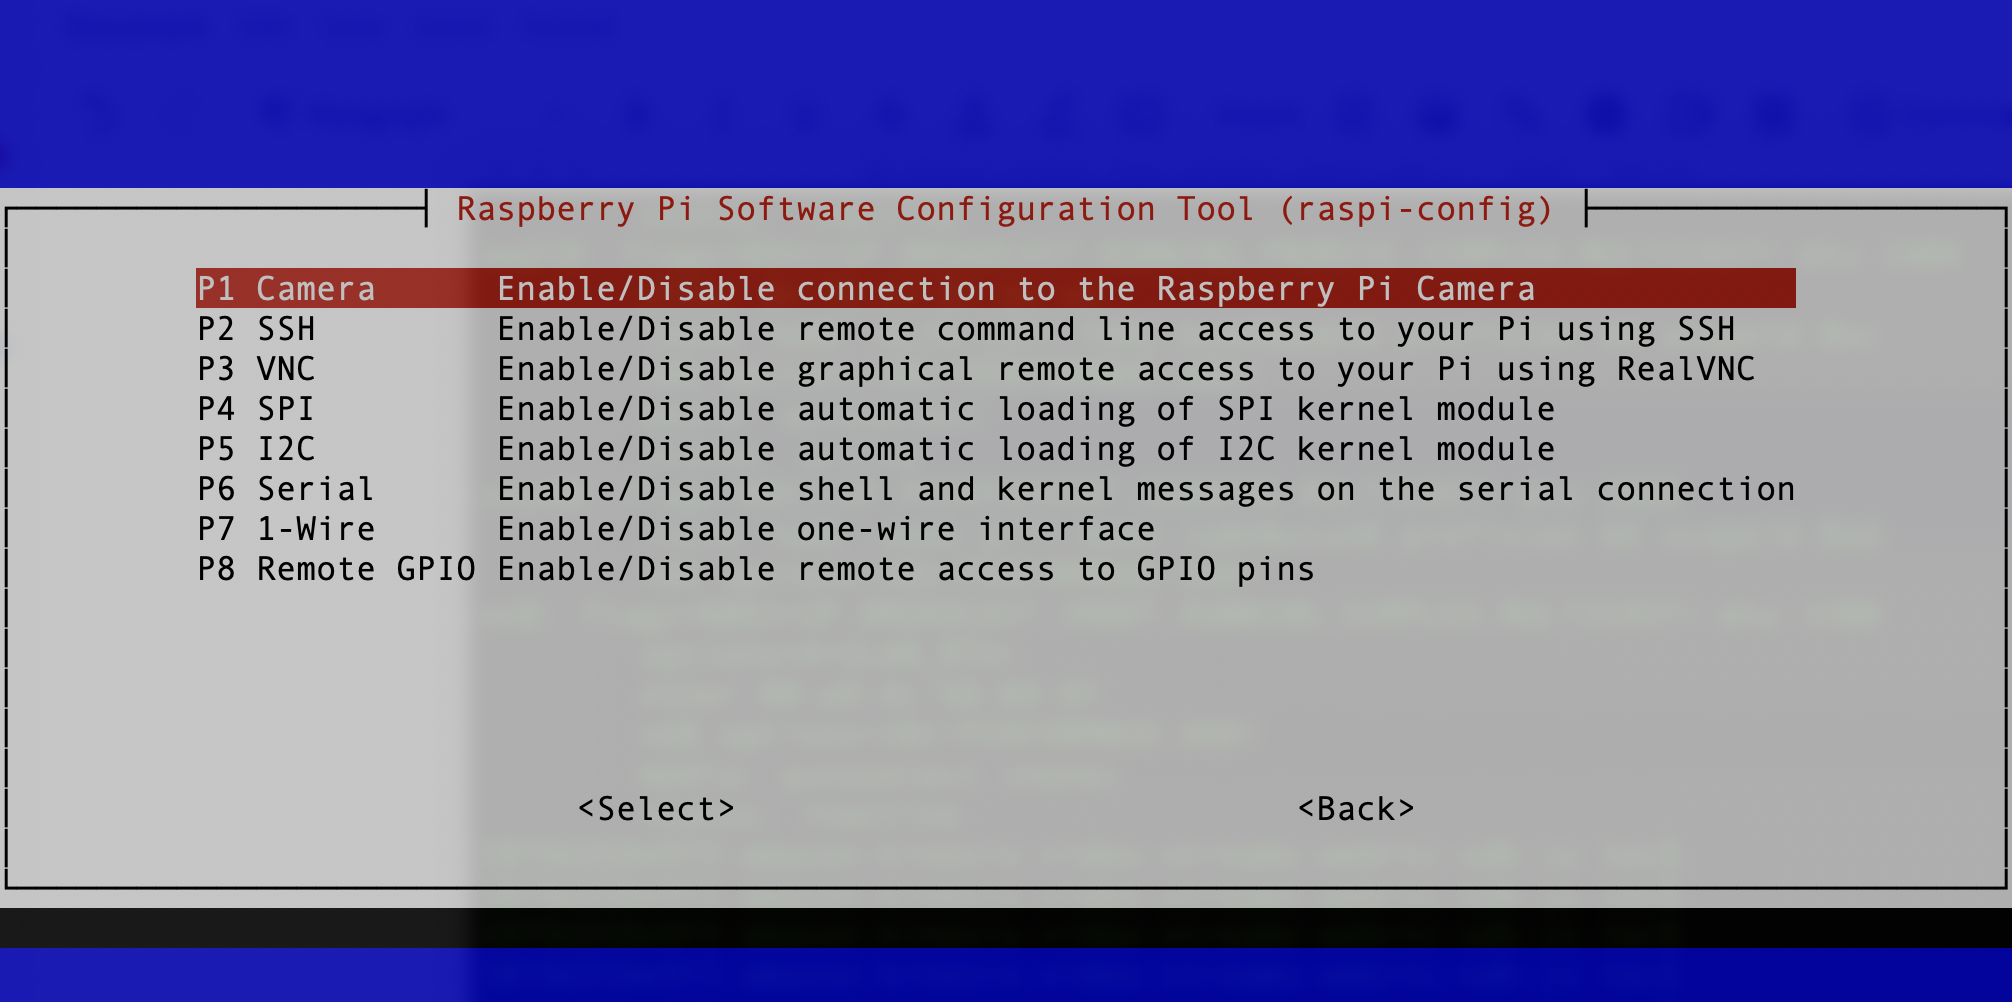 Raspberry Pi Software Configuration Tool (raspi-config)
P1 Camera Enable/Disable connection to the Raspberry Pi Camera
P2 SSH Enable/Disable remote command line access to your Pi using SSH
P3 VNC Enable/Disable graphical remote access to your Pi using RealVNC
P4 SPI Enable/Disable automatic loading of SPI kernel module
P5 I2C Enable/Disable automatic loading of I2C kernel module
P6 Serial Enable/Disable shell and kernel messages on the serial connection
P7 1-Wire Enable/Disable one-wire interface
P8 Remote GPIO Enable/Disable remote access to GPIO pins
<Select> <Back>